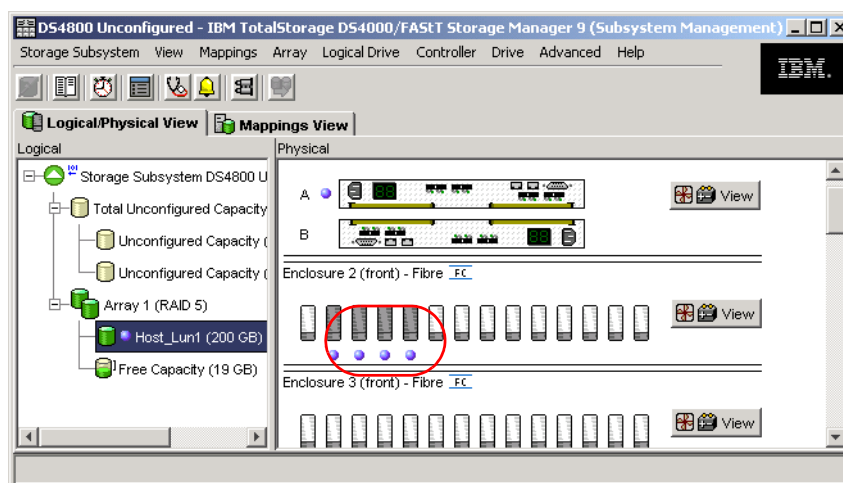 DS4800 Unconfigured - IBM TotalStorage DS4000/FAStT Storage Manager 9 (Subsystem Management)
Storage Subsystem View Mappings Array Logical Drive Controller Drive Advanced Help
IBM.
Logical/Physical View Mappings View
Logical
Physical
Storage Subsystem DS4800 U
Total Unconfigured Capacity
Unconfigured Capacity (
Unconfigured Capacity (
Array 1 (RAID 5)
Host_Lun1 (200 GB)
Free Capacity (19 GB)
A
View
B
Enclosure 2 (front) - Fibre FC
View
Enclosure 3 (front) - Fibre FC
View